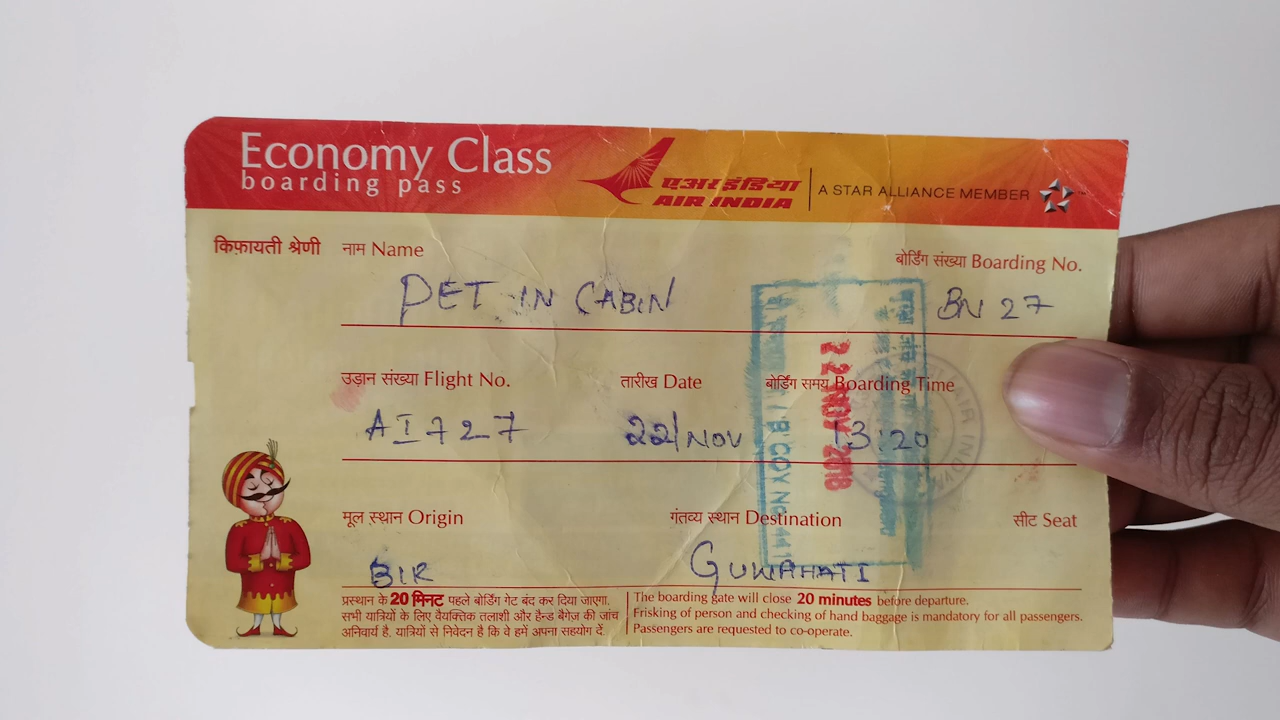 Economy Class
boarding pass
एअर इंडिया
AIR INDIA
A STAR ALLIANCE MEMBER
किफ़ायती श्रेणी नाम Name
बोर्डिंग संख्या Boarding No.
PET IN CABIN
BN 27
उड़ान संख्या Flight No. तारीख Date बोर्डिंग समय Boarding Time
AI 727 22/NOV 13:20
22 NOV 2018
AIR INDIA
मूल स्थान Origin गंतव्य स्थान Destination सीट Seat
GUWAHATI
प्रस्थान के 20 मिनट पहले बोर्डिंग गेट बंद कर दिया जाएगा.
सभी यात्रियों के लिए वैयक्तिक तलाशी और हैन्ड बैगेज़ की जांच
अनिवार्य है. यात्रियों से निवेदन है कि वे हमें अपना सहयोग दें.
The boarding gate will close 20 minutes before departure.
Frisking of person and checking of hand baggage is mandatory for all passengers.
Passengers are requested to co-operate.